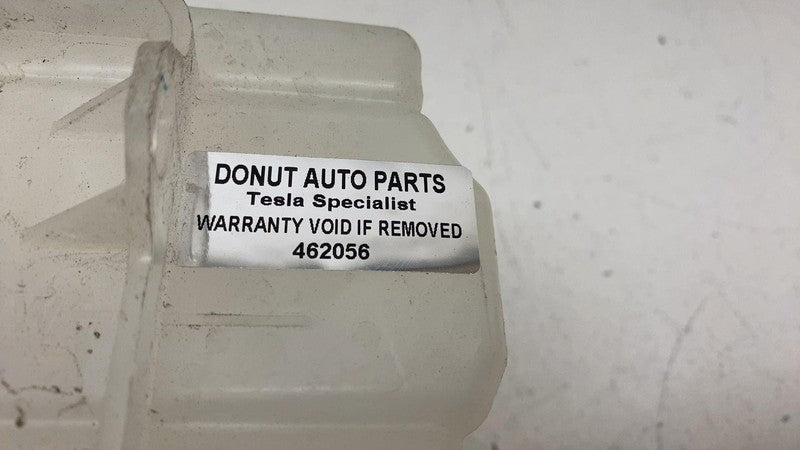 DONUT AUTO PARTS
Tesla Specialist
WARRANTY VOID IF REMOVED
462056